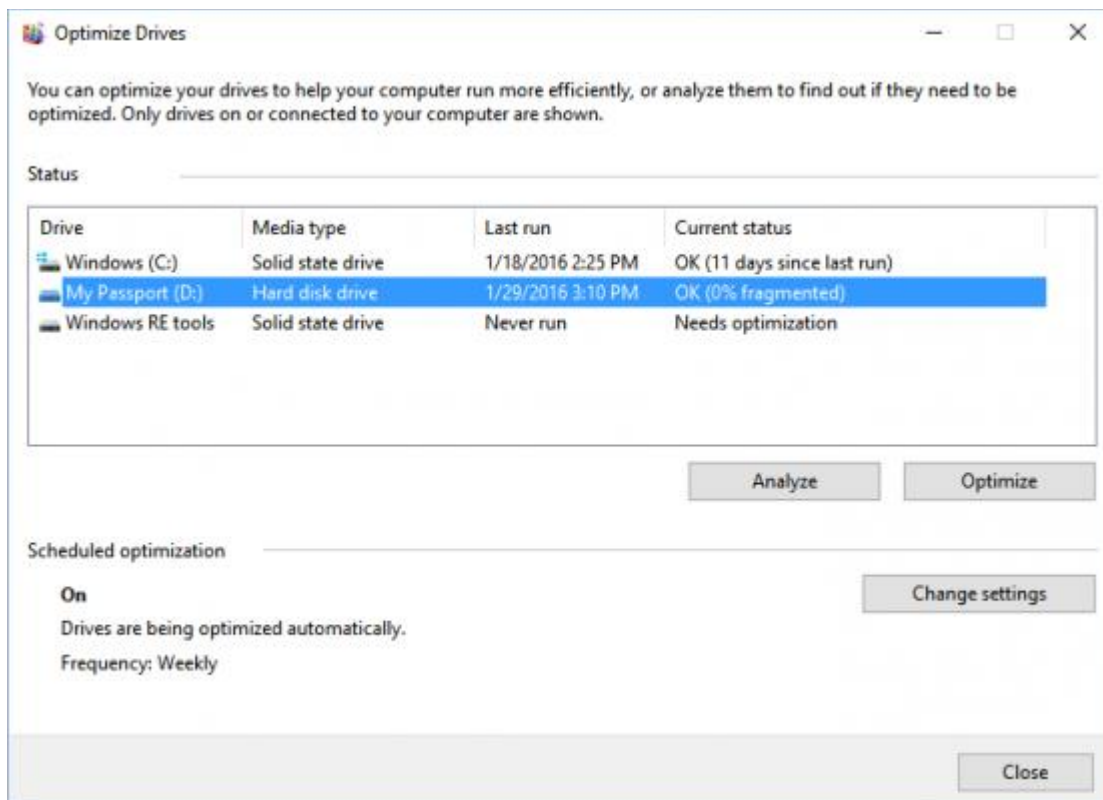 Optimize Drives
You can optimize your drives to help your computer run more efficiently, or analyze them to find out if they need to be
optimized. Only drives on or connected to your computer are shown.
Status
Drive Media type Last run Current status
Windows (C:) Solid state drive 1/18/2016 2:25 PM OK (11 days since last run)
My Passport (D:) Hard disk drive 1/29/2016 3:10 PM OK (0% fragmented)
Windows RE tools Solid state drive Never run Needs optimization
Analyze Optimize
Scheduled optimization
On Change settings
Drives are being optimized automatically.
Frequency: Weekly
Close